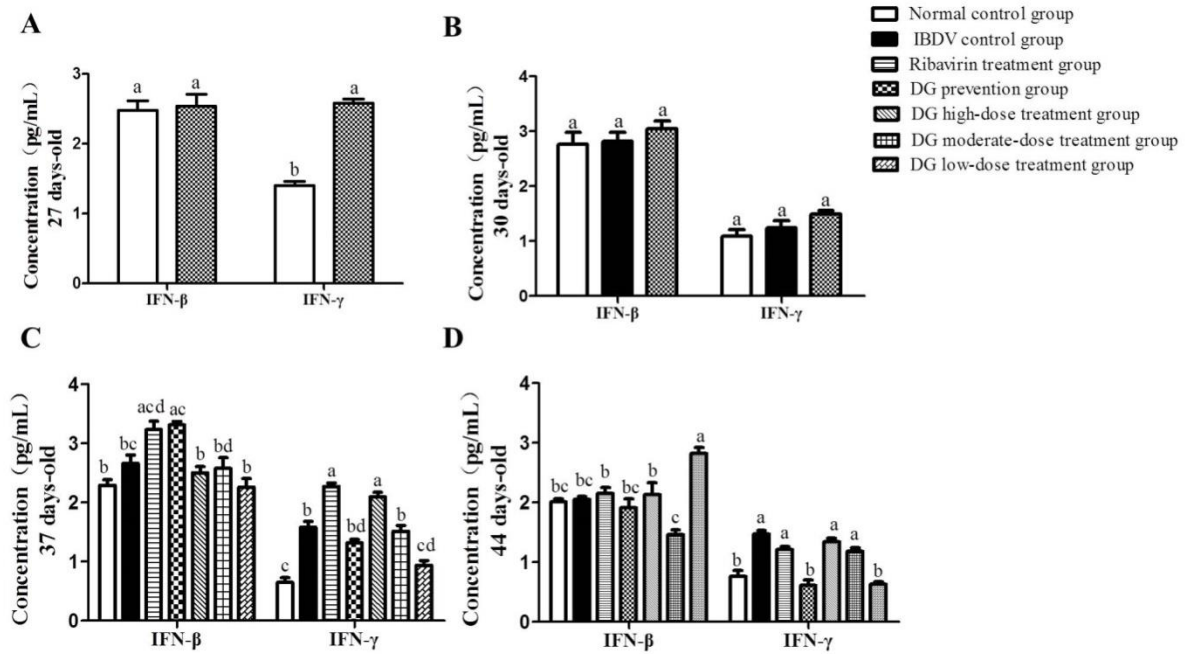 A
Concentration (pg/mL)
27 days-old
3
2
1
0
a
a
b
a
IFN-β
IFN-γ
B
Concentration (pg/mL)
30 days-old
4
3
2
1
0
a
a
a
a
a
a
IFN-β
IFN-γ
Normal control group
IBDV control group
Ribavirin treatment group
DG prevention group
DG high-dose treatment group
DG moderate-dose treatment group
DG low-dose treatment group
C
Concentration (pg/mL)
37 days-old
4
3
2
1
0
b
bc
acd
ac
b
bd
b
c
b
a
bd
a
b
cd
IFN-β
IFN-γ
D
Concentration (pg/mL)
44 days-old
4
3
2
1
0
bc
bc
b
bc
b
c
a
b
a
a
b
a
a
b
IFN-β
IFN-γ